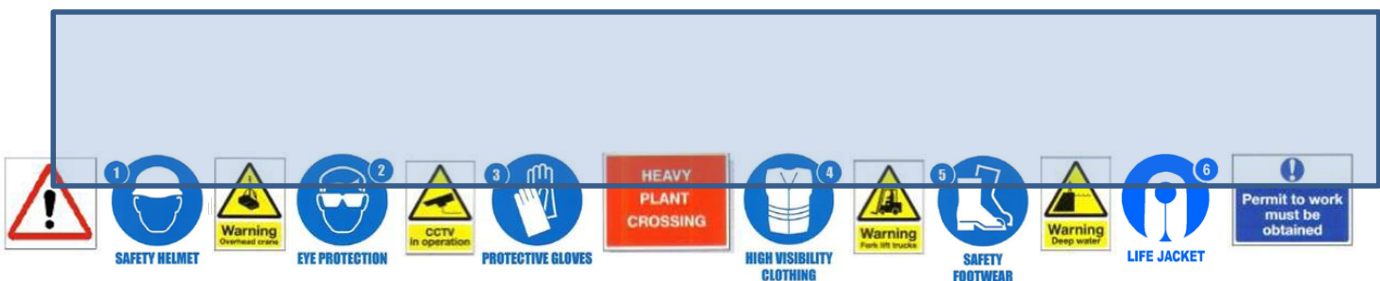 1
SAFETY HELMET
Warning
Overhead crane
2
EYE PROTECTION
CCTV
in operation
3
PROTECTIVE GLOVES
HEAVY
PLANT
CROSSING
4
HIGH VISIBILITY
CLOTHING
Warning
Fork lift trucks
5
SAFETY
FOOTWEAR
Warning
Deep water
6
LIFE JACKET
Permit to work
must be
obtained